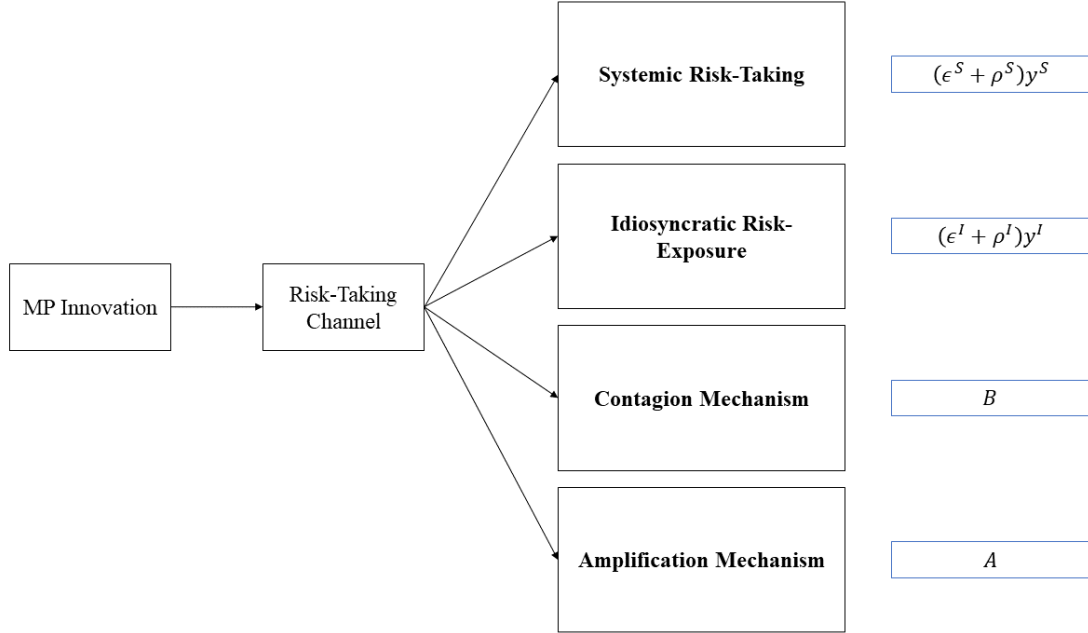 Systemic Risk-Taking
(ϵ^S + ρ^S)y^S
Idiosyncratic Risk-
Exposure
(ϵ^I + ρ^I)y^I
MP Innovation
Risk-Taking
Channel
Contagion Mechanism
B
Amplification Mechanism
A